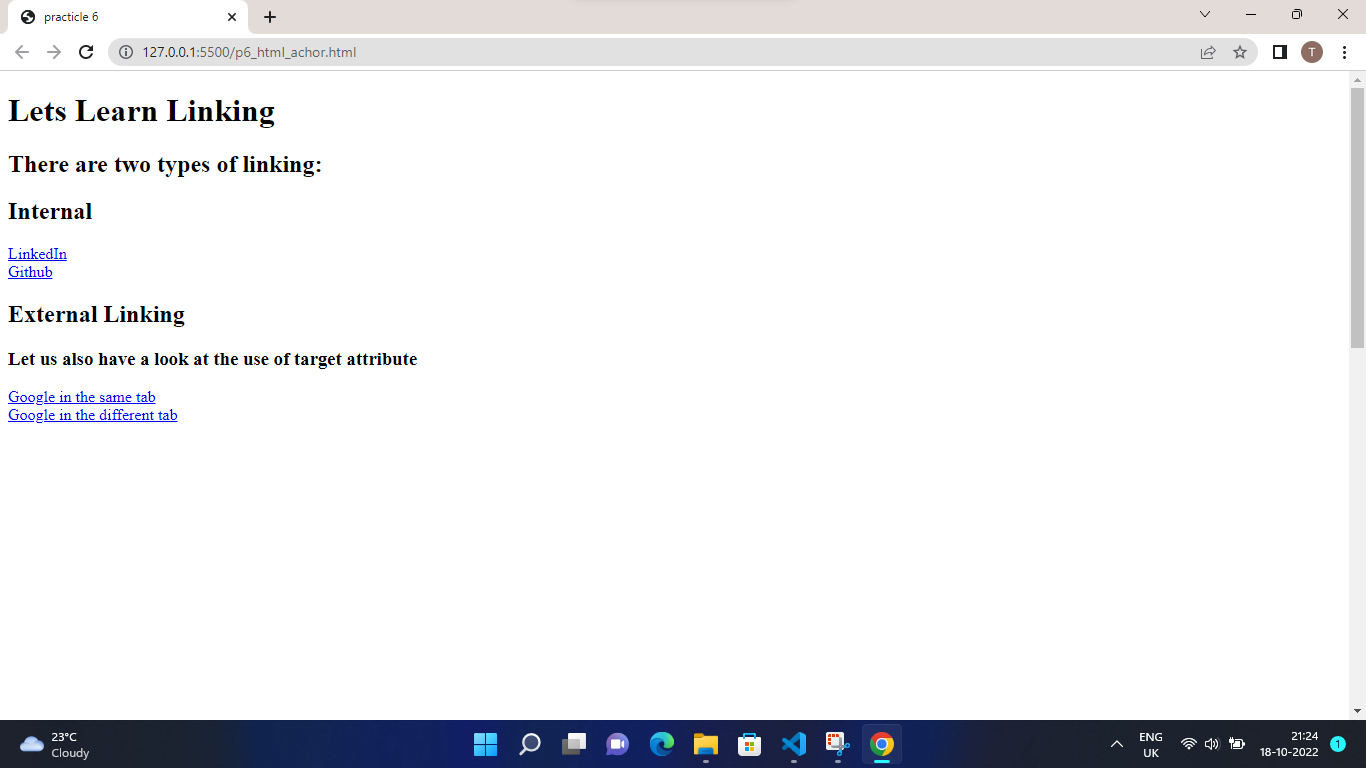 practicle 6
127.0.0.1:5500/p6_html_achor.html
T
Lets Learn Linking
There are two types of linking:
Internal
LinkedIn
Github
External Linking
Let us also have a look at the use of target attribute
Google in the same tab
Google in the different tab
23°C
Cloudy
ENG
UK
21:24
18-10-2022
1